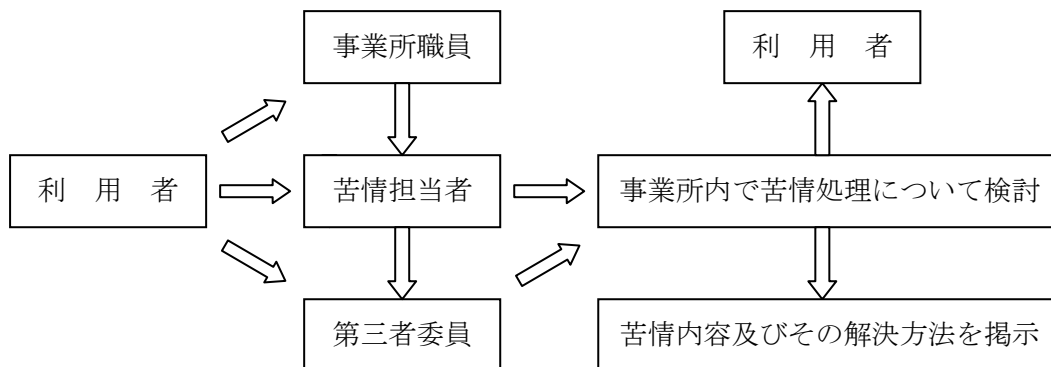 事業所職員
利　用　者
利　用　者
苦情担当者
事業所内で苦情処理について検討
第三者委員
苦情内容及びその解決方法を掲示